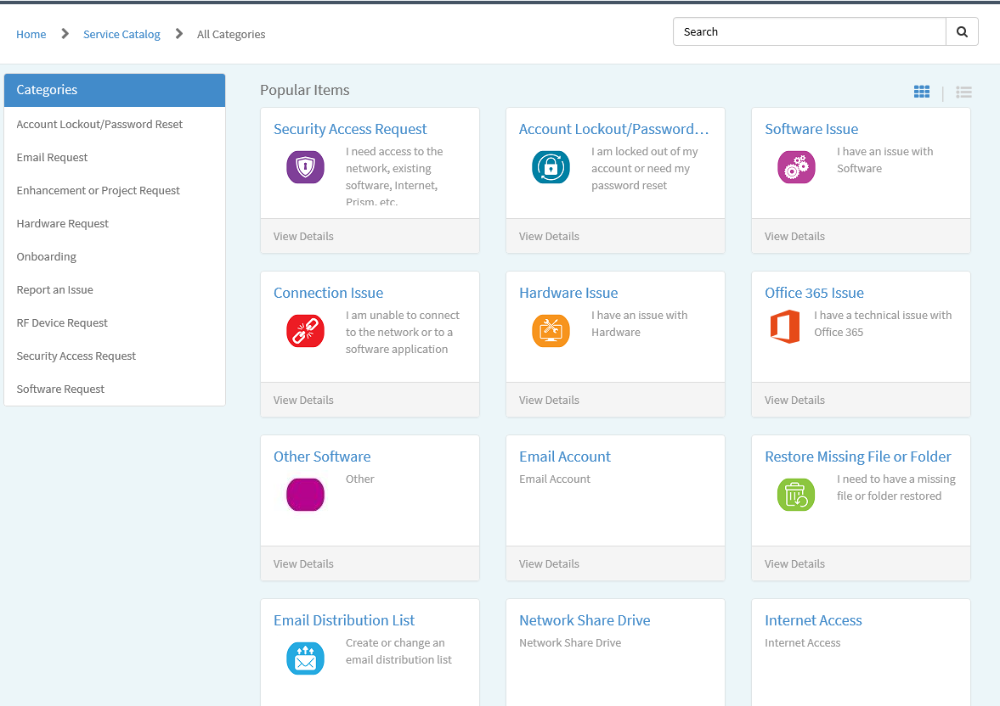 Home
Service Catalog
All Categories
Search
Categories
Account Lockout/Password Reset
Email Request
Enhancement or Project Request
Hardware Request
Onboarding
Report an Issue
RF Device Request
Security Access Request
Software Request
Popular Items
Security Access Request
I need access to the
network, existing
software, Internet,
Prism, etc.
View Details
Account Lockout/Password...
I am locked out of my
account or need my
password reset
View Details
Software Issue
I have an issue with
Software
View Details
Connection Issue
I am unable to connect
to the network or to a
software application
View Details
Hardware Issue
I have an issue with
Hardware
View Details
Office 365 Issue
I have a technical issue with
Office 365
View Details
Other Software
Other
View Details
Email Account
Email Account
View Details
Restore Missing File or Folder
I need to have a missing
file or folder restored
View Details
Email Distribution List
Create or change an
email distribution list
Network Share Drive
Network Share Drive
Internet Access
Internet Access